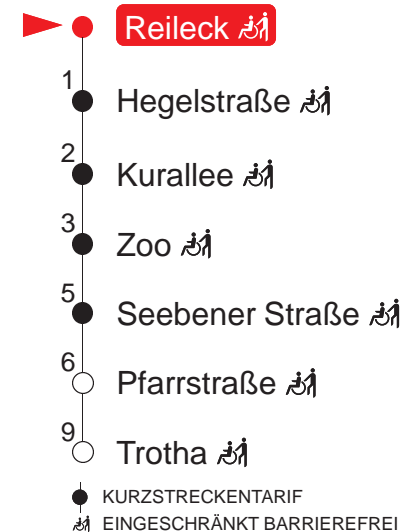 Reileck
1
Hegelstraße
2
Kurallee
3
Zoo
5
Seebener Straße
6
Pfarrstraße
9
Trotha
KURZSTRECKENTARIF
EINGESCHRÄNKT BARRIEREFREI